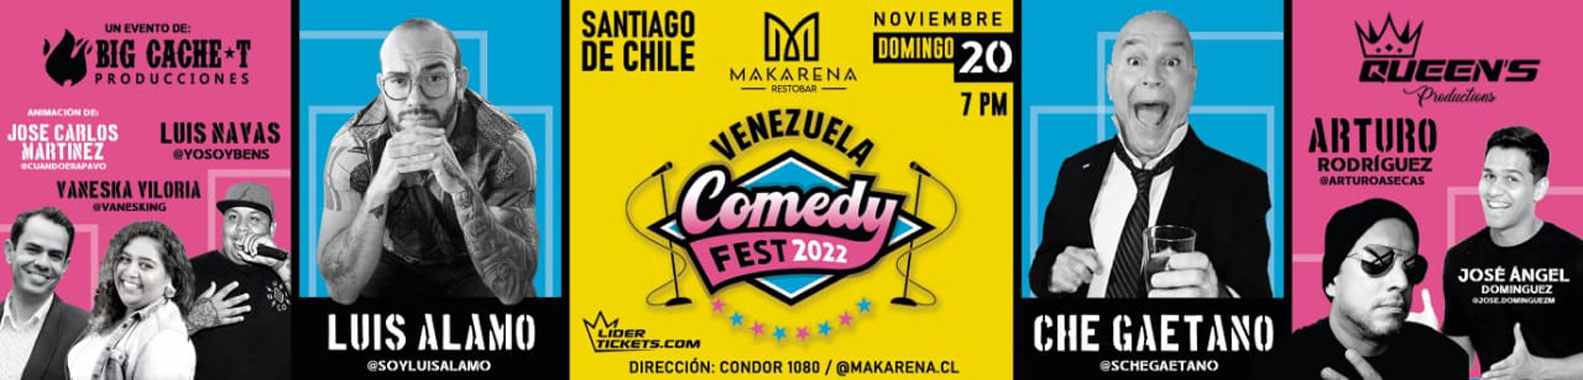 UN EVENTO DE:
BIG CACHE★T
PRODUCCIONES
ANIMACIÓN DE:
JOSE CARLOS
MARTINEZ
@CUANDOERAPAVO
LUIS NAVAS
@YOSOYBENS
VANESKA VILORIA
@VANESKING
LUIS ALAMO
@SOYLUISALAMO
SANTIAGO
DE CHILE
MAKARENA
RESTOBAR
NOVIEMBRE
DOMINGO 20
7 PM
VENEZUELA
Comedy
FEST 2022
LIDER
TICKETS.COM
DIRECCIÓN: CONDOR 1080 / @MAKARENA.CL
CHE GAETANO
@SCHEGAETANO
QUEEN'S
Productions
ARTURO
RODRÍGUEZ
@ARTUROASECAS
JOSÉ ÁNGEL
DOMINGUEZ
@JOSE.DOMINGUEZM